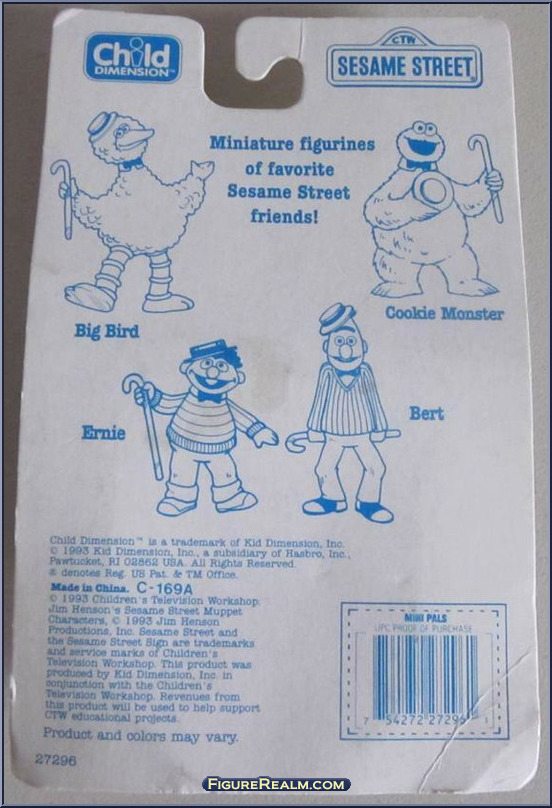 Child
DIMENSION™
CTW
SESAME STREET®
Miniature figurines
of favorite
Sesame Street
friends!
Big Bird
Cookie Monster
Ernie
Bert
Child Dimension™ is a trademark of Kid Dimension, Inc.
© 1993 Kid Dimension, Inc., a subsidiary of Hasbro, Inc.,
Pawtucket, RI 02862 USA. All Rights Reserved.
® denotes Reg. US Pat. & TM Office.
Made in China. C-169A
© 1993 Children's Television Workshop.
Jim Henson's Sesame Street Muppet
Characters, © 1993 Jim Henson
Productions, Inc. Sesame Street and
the Sesame Street Sign are trademarks
and service marks of Children's
Television Workshop. This product was
produced by Kid Dimension, Inc. in
conjunction with the Children's
Television Workshop. Revenues from
this product will be used to help support
CTW educational projects.
Product and colors may vary.
27296
MINI PALS
UPC PROOF OF PURCHASE
7 54272 27296 1
FigureRealm.com